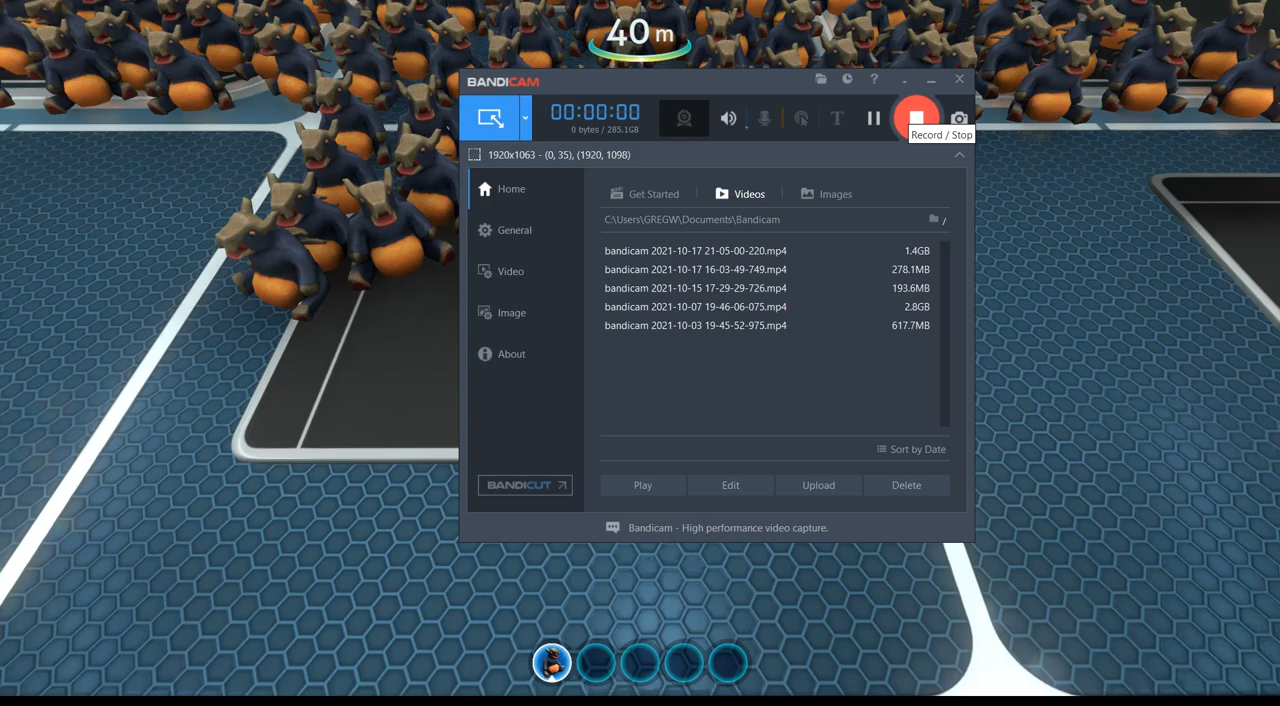 40 m
BANDICAM
?
00:00:00
0 bytes / 285.1GB
T
Record / Stop
1920x1063 - (0, 35), (1920, 1098)
Home
General
Video
Image
About
BANDICUT
Get Started
Videos
Images
C:\Users\GREGW\Documents\Bandicam
/
bandicam 2021-10-17 21-05-00-220.mp4 1.4GB
bandicam 2021-10-17 16-03-49-749.mp4 278.1MB
bandicam 2021-10-15 17-29-29-726.mp4 193.6MB
bandicam 2021-10-07 19-46-06-075.mp4 2.8GB
bandicam 2021-10-03 19-45-52-975.mp4 617.7MB
Sort by Date
Play Edit Upload Delete
Bandicam - High performance video capture.